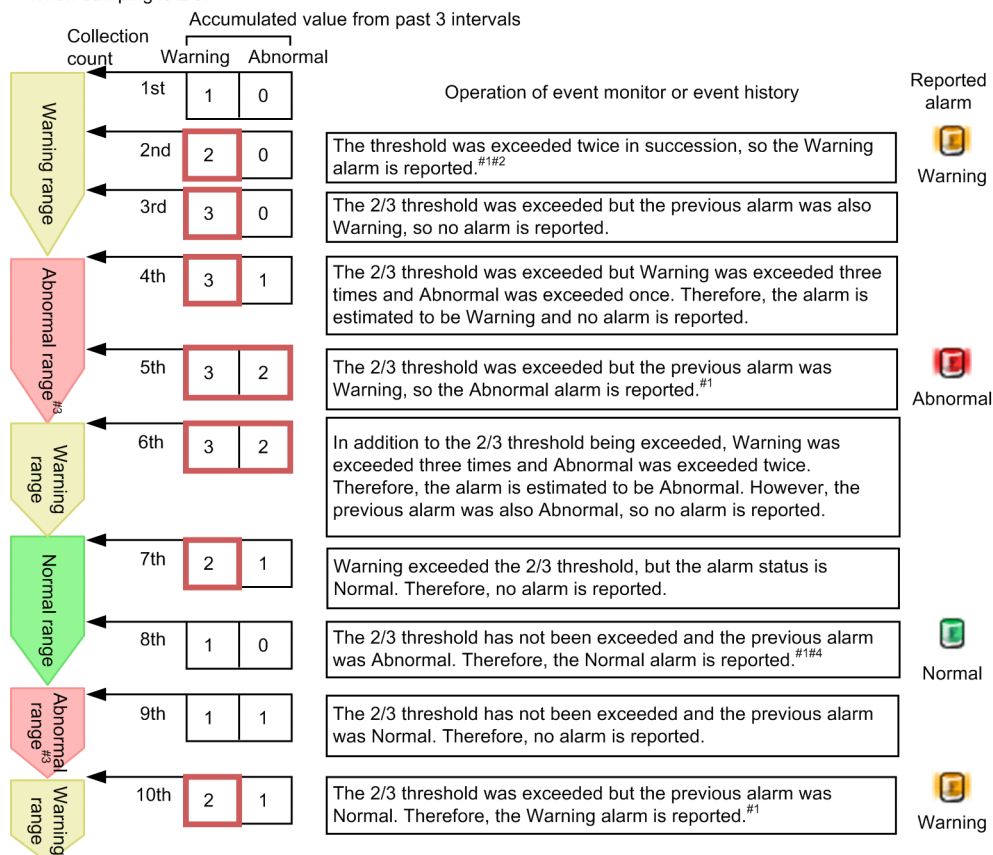 Accumulated value from past 3 intervals
Collection count
Warning Abnormal
Operation of event monitor or event history
Reported alarm
Warning range
1st 1 0
2nd 2 0
The threshold was exceeded twice in succession, so the Warning
alarm is reported.#1#2
Warning
3rd 3 0
The 2/3 threshold was exceeded but the previous alarm was also
Warning, so no alarm is reported.
Abnormal range#3
4th 3 1
The 2/3 threshold was exceeded but Warning was exceeded three
times and Abnormal was exceeded once. Therefore, the alarm is
estimated to be Warning and no alarm is reported.
5th 3 2
The 2/3 threshold was exceeded but the previous alarm was
Warning, so the Abnormal alarm is reported.#1
Abnormal
Warning range
6th 3 2
In addition to the 2/3 threshold being exceeded, Warning was
exceeded three times and Abnormal was exceeded twice.
Therefore, the alarm is estimated to be Abnormal. However, the
previous alarm was also Abnormal, so no alarm is reported.
Normal range
7th 2 1
Warning exceeded the 2/3 threshold, but the alarm status is
Normal. Therefore, no alarm is reported.
8th 1 0
The 2/3 threshold has not been exceeded and the previous alarm
was Abnormal. Therefore, the Normal alarm is reported.#1#4
Normal
Abnormal range#3
9th 1 1
The 2/3 threshold has not been exceeded and the previous alarm
was Normal. Therefore, no alarm is reported.
Warning range
10th 2 1
The 2/3 threshold was exceeded but the previous alarm was
Normal. Therefore, the Warning alarm is reported.#1
Warning